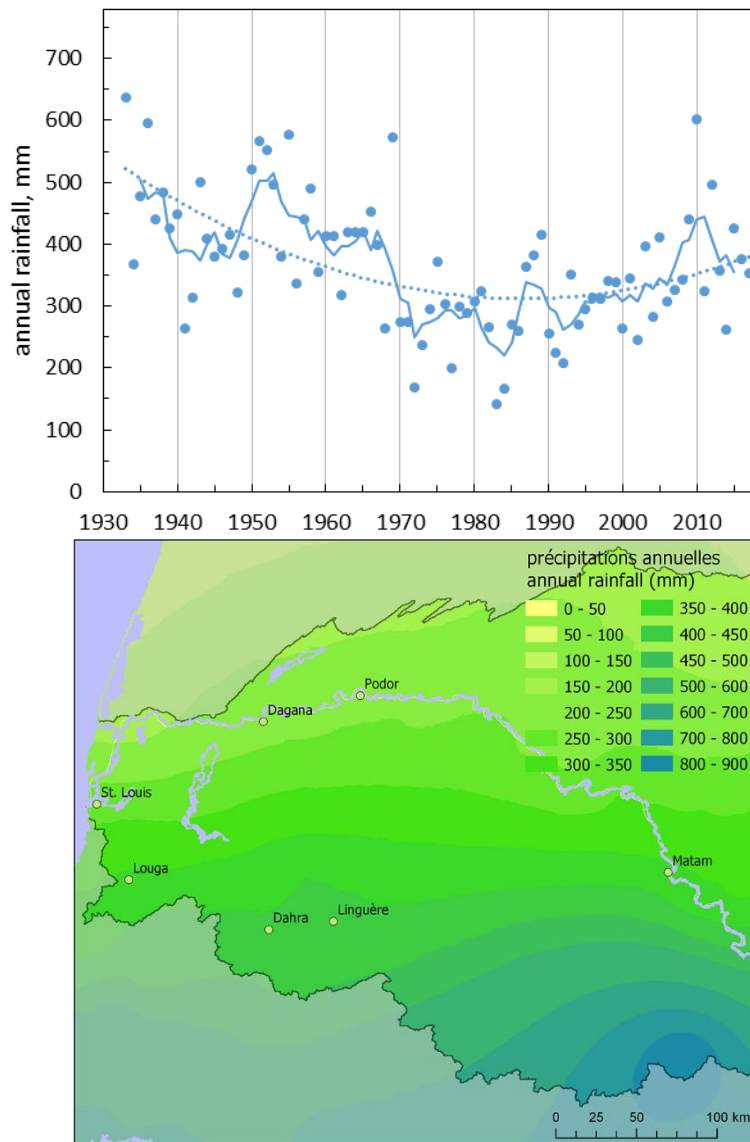 700
600
500
400
300
200
100
0
annual rainfall, mm
1930 1940 1950 1960 1970 1980 1990 2000 2010
précipitations annuelles
annual rainfall (mm)
0 - 50 350 - 400
50 - 100 400 - 450
100 - 150 450 - 500
150 - 200 500 - 600
200 - 250 600 - 700
250 - 300 700 - 800
300 - 350 800 - 900
Podor
Dagana
St. Louis
Louga
Matam
Linguère
Dahra
0 25 50 100 km